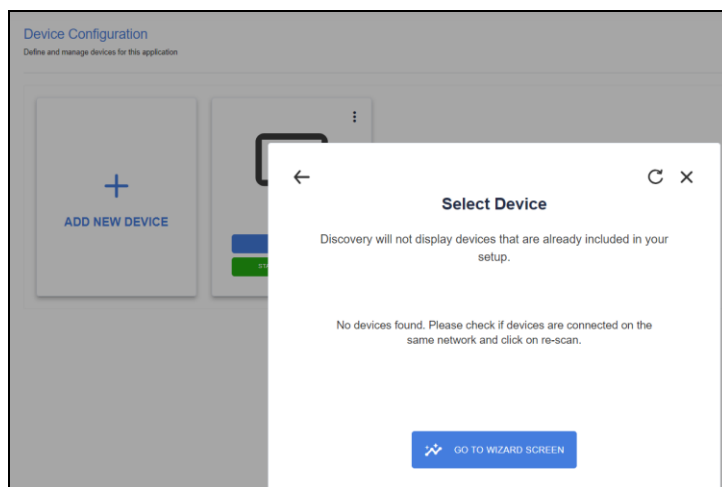 Device Configuration
Define and manage devices for this application
ADD NEW DEVICE
Select Device
Discovery will not display devices that are already included in your
setup.
No devices found. Please check if devices are connected on the
same network and click on re-scan.
GO TO WIZARD SCREEN